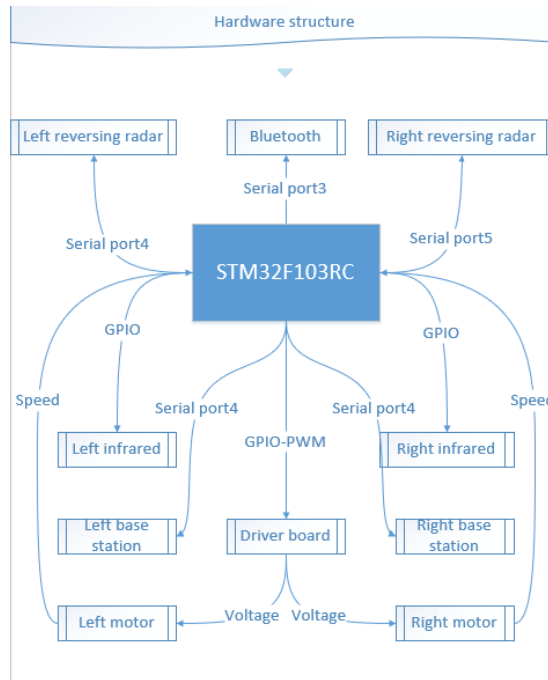 Hardware structure
Left reversing radar
Bluetooth
Right reversing radar
Serial port3
Serial port4
Serial port5
STM32F103RC
GPIO
GPIO
Speed
Serial port4
Serial port4
Speed
GPIO-PWM
Left infrared
Right infrared
Left base
station
Driver board
Right base
station
Left motor
Voltage
Voltage
Right motor